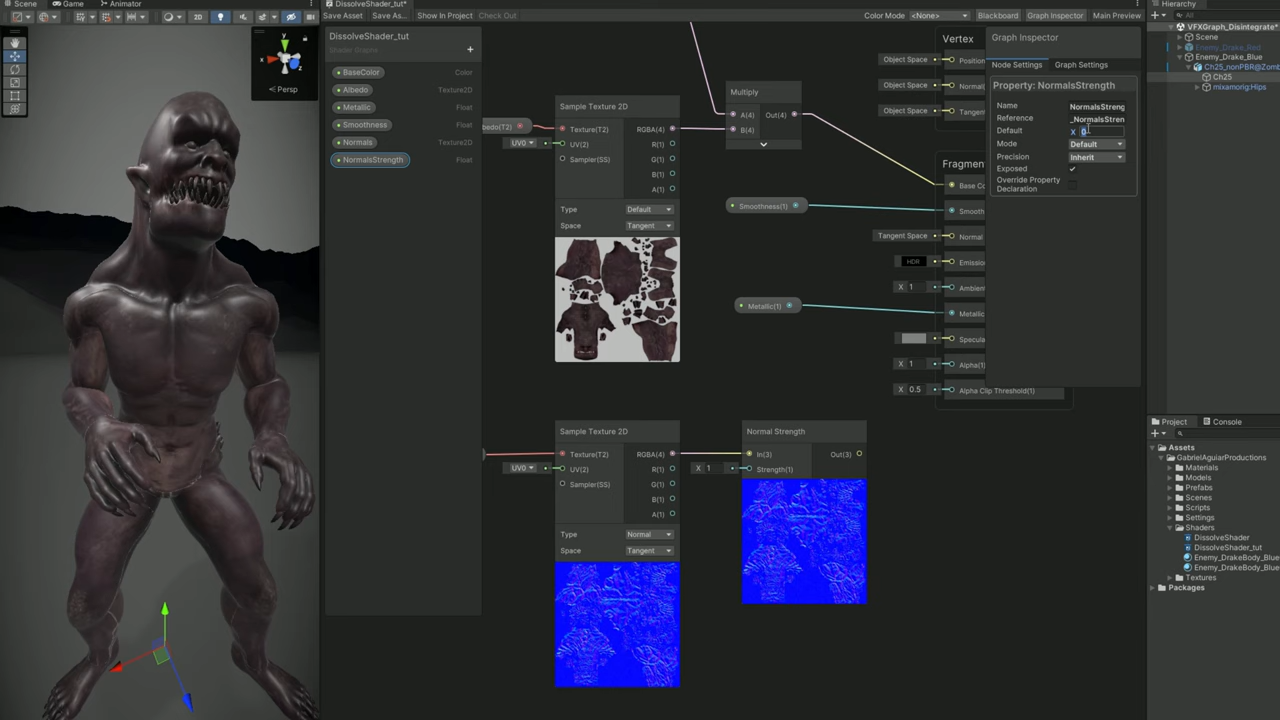 Scene
Game
Animator
DissolveShader_tut*
Hierarchy
2D
Save Asset
Save As...
Show In Project
Check Out
Color Mode
<None>
Blackboard
Graph Inspector
Main Preview
All
y
x
z
Persp
DissolveShader_tut
Shader Graphs
BaseColor Color
Albedo Texture2D
Metallic Float
Smoothness Float
Normals Texture2D
NormalsStrength Float
Sample Texture 2D
bedo(T2)
Texture(T2) RGBA(4)
UV0 UV(2) R(1)
Sampler(SS) G(1)
B(1)
A(1)
Type Default
Space Tangent
Multiply
A(4) Out(4)
B(4)
Smoothness(1)
Metallic(1)
Vertex
Object Space Position
Object Space Normal
Object Space Tangent
Fragmen
Base Co
Smooth
Tangent Space Normal
HDR Emission
X 1 Ambien
Metallic
Specula
X 1 Alpha(1)
X 0.5 Alpha Clip Threshold(1)
Sample Texture 2D
Texture(T2) RGBA(4)
UV0 UV(2) R(1)
Sampler(SS) G(1)
B(1)
A(1)
Type Normal
Space Tangent
Normal Strength
In(3) Out(3)
X 1 Strength(1)
Graph Inspector
Node Settings Graph Settings
Property: NormalsStrength
Name NormalsStreng
Reference _NormalsStren
Default X 0
Mode Default
Precision Inherit
Exposed
Override Property
Declaration
VFXGraph_Disintegrate*
Scene
Enemy_Drake_Red
Enemy_Drake_Blue
Ch25_nonPBR@Zomb
Ch25
mixamorig:Hips
Project Console
Assets
GabrielAguiarProductions
Materials
Models
Prefabs
Scenes
Scripts
Settings
Shaders
DissolveShader
DissolveShader_tut
Enemy_DrakeBody_Blue
Enemy_DrakeBody_Blue
Textures
Packages